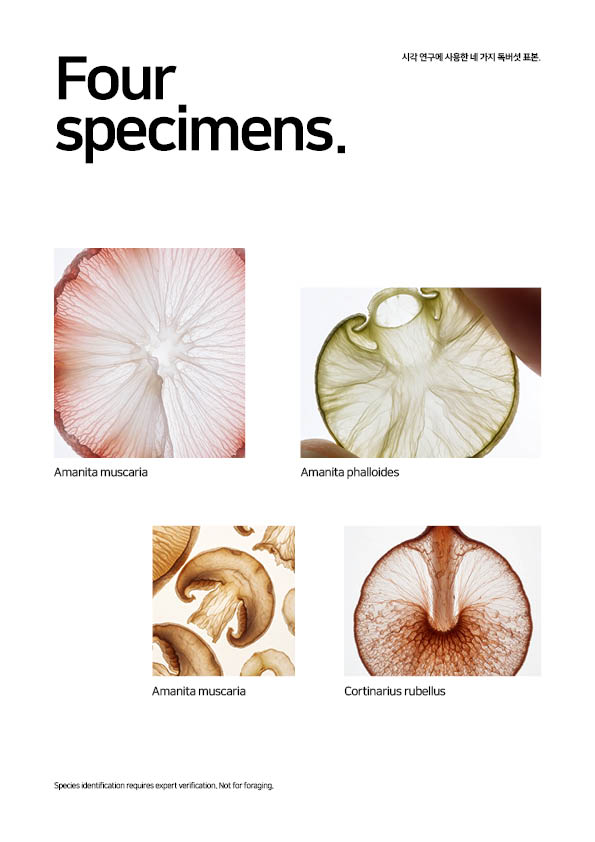 Four
specimens.
시각 연구에 사용한 네 가지 독버섯 표본.
Amanita muscaria
Amanita phalloides
Amanita muscaria
Cortinarius rubellus
Species identification requires expert verification. Not for foraging.